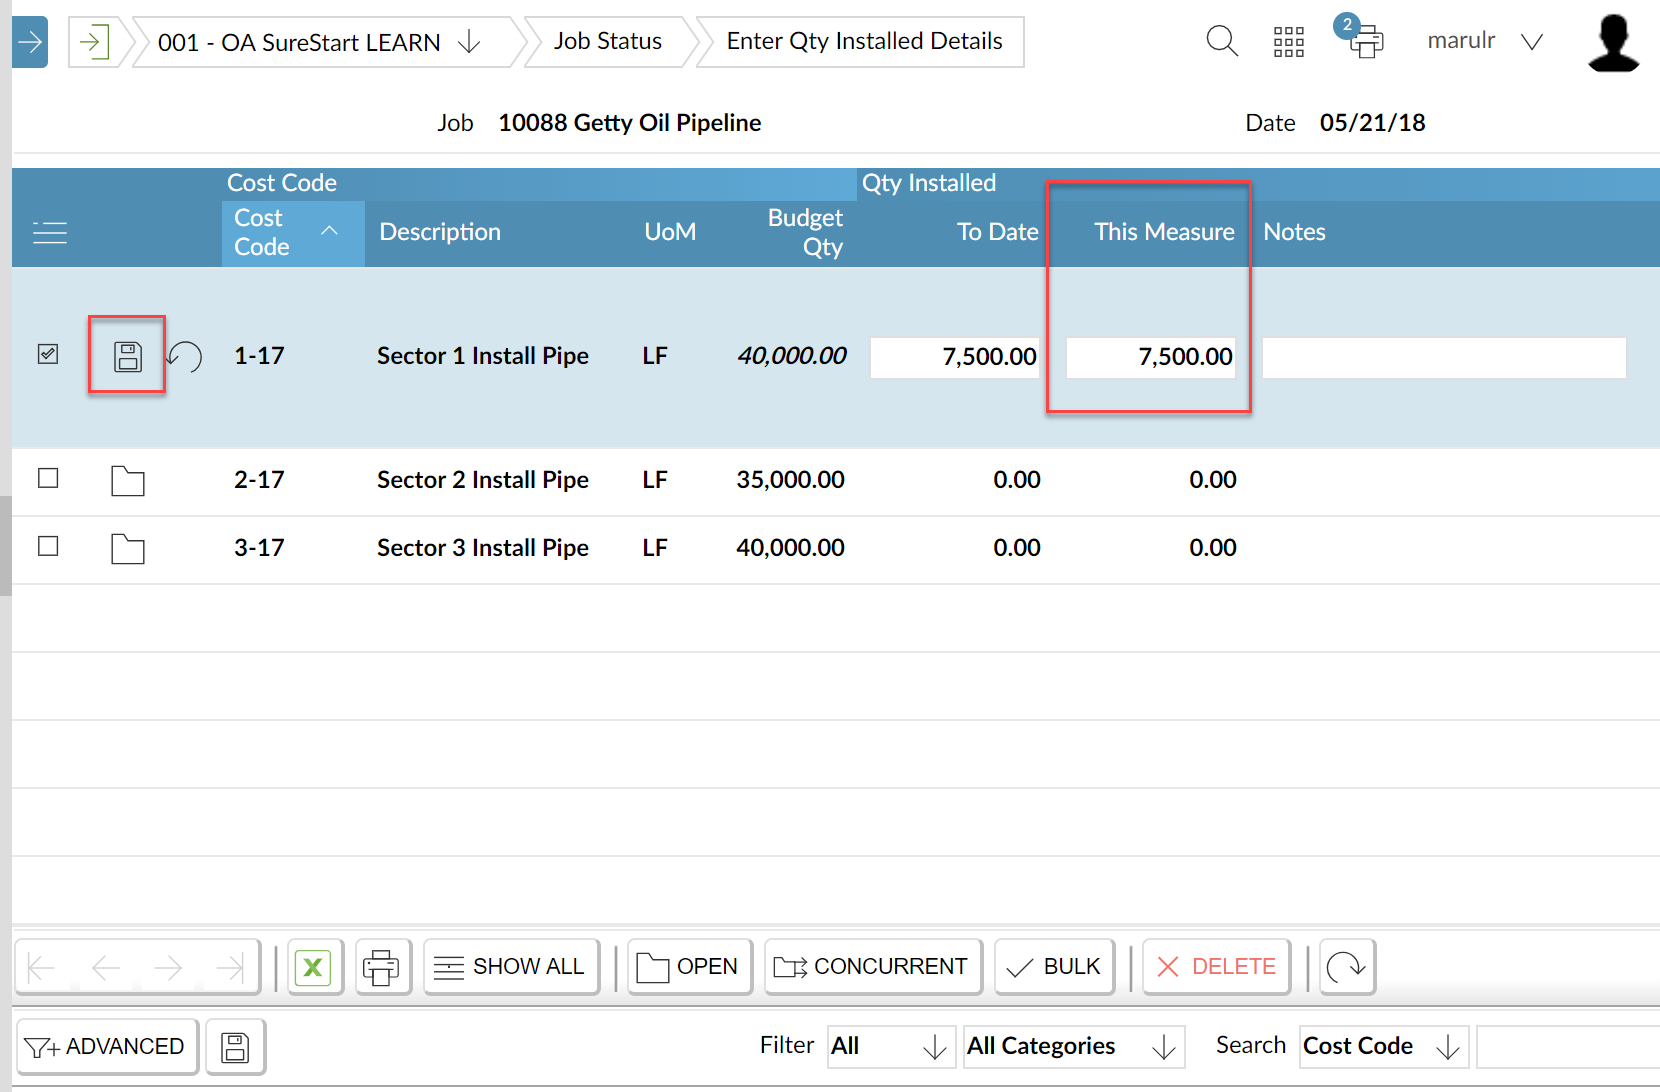 001 - OA SureStart LEARN
Job Status
Enter Qty Installed Details
2
marulr
Job 10088 Getty Oil Pipeline
Date 05/21/18
Cost Code
Qty Installed
Cost Code
Description
UoM
Budget Qty
To Date
This Measure
Notes
1-17 Sector 1 Install Pipe LF 40,000.00 7,500.00 7,500.00
2-17 Sector 2 Install Pipe LF 35,000.00 0.00 0.00
3-17 Sector 3 Install Pipe LF 40,000.00 0.00 0.00
X
SHOW ALL
OPEN
CONCURRENT
BULK
DELETE
ADVANCED
Filter All All Categories Search Cost Code